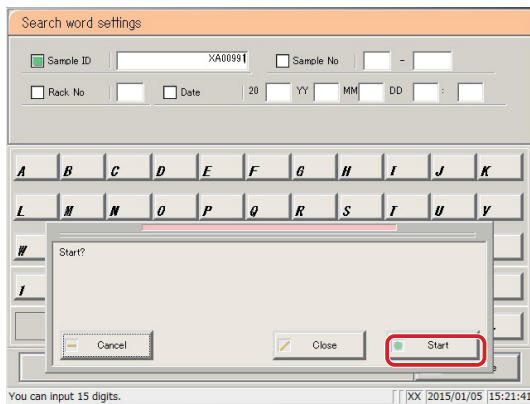 Search word settings
Sample ID XA00991 Sample No -
Rack No Date 20 YY MM DD :
A B C D E F G H I J K
L M N O P Q R S T U V
W
Start?
1
Cancel Close Start
You can input 15 digits. XX 2015/01/05 15:21:41